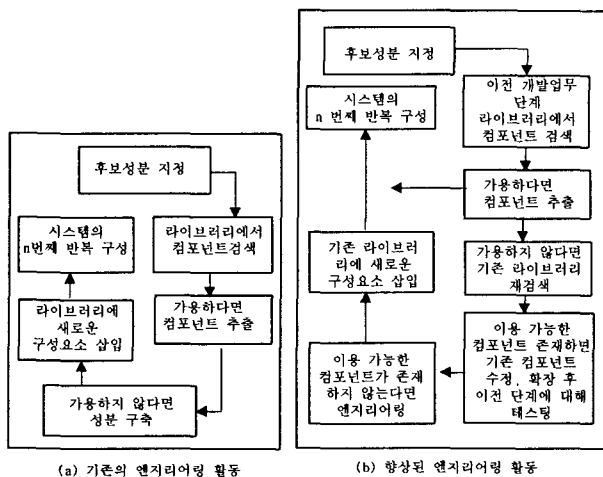 후보성분 지정
시스템의
n번째 반복 구성
라이브러리에서
컴포넌트검색
라이브러리에
새로운
구성요소 삽입
가용하다면
컴포넌트 추출
가용하지 않다면
성분 구축
(a) 기존의 엔지리어링 활동
후보성분 지정
시스템의
n 번째 반복 구성
이전 개발업무
단계
라이브러리에서
컴포넌트 검색
가용하다면
컴포넌트 추출
기존 라이브러
리에 새로운
구성요소 삽입
가용하지 않다면
기존 라이브러리
재검색
이용 가능한
컴포넌트가 존재
하지 않는다면
엔지리어링
이용 가능한
컴포넌트 존재하면
기존 컴포넌트
수정, 확장 후
이전 단계에 대해
테스팅
(b) 향상된 엔지리어링 활동